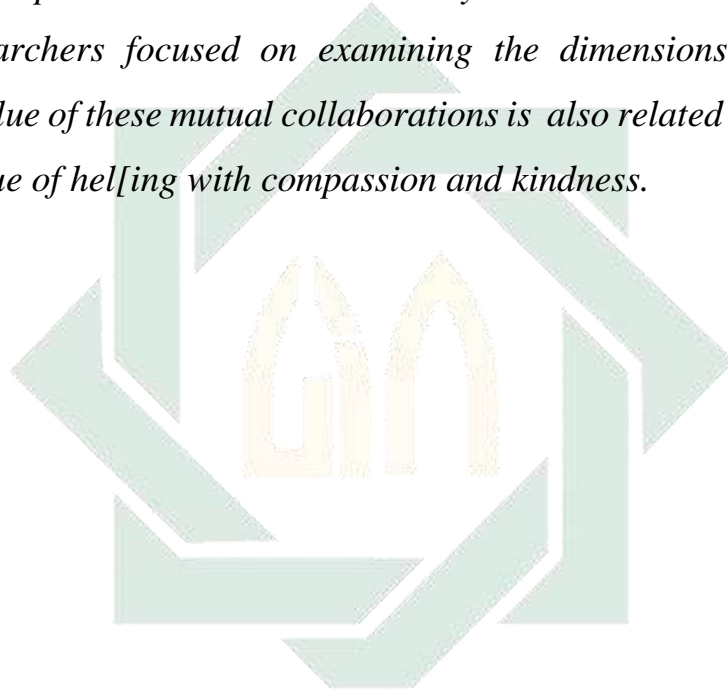 archers focused on examining the dimensions
lue of these mutual collaborations is also related
ue of hel[ing with compassion and kindness.